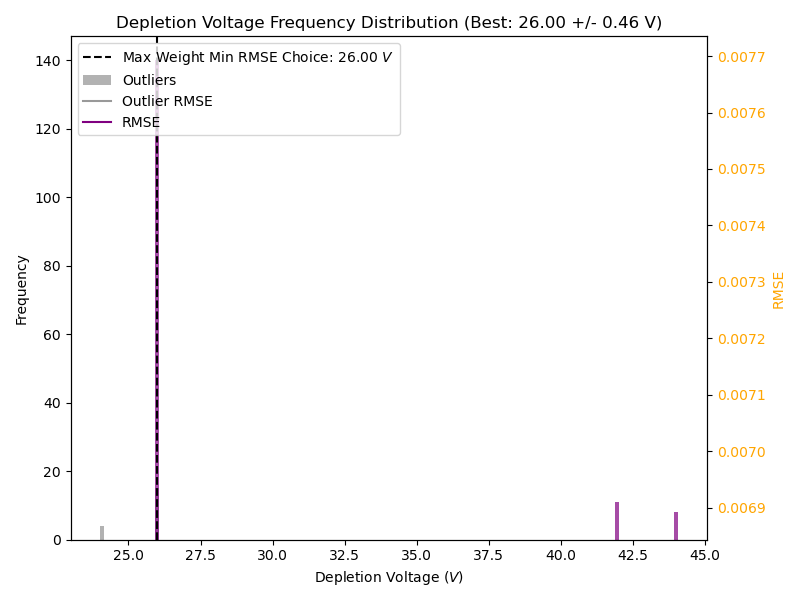 Depletion Voltage Frequency Distribution (Best: 26.00 +/- 0.46 V)
Max Weight Min RMSE Choice: 26.00 V
Outliers
Outlier RMSE
RMSE
Frequency
140
120
100
80
60
40
20
0
25.0 27.5 30.0 32.5 35.0 37.5 40.0 42.5 45.0
Depletion Voltage (V)
0.0077
0.0076
0.0075
0.0074
0.0073
0.0072
0.0071
0.0070
0.0069
RMSE